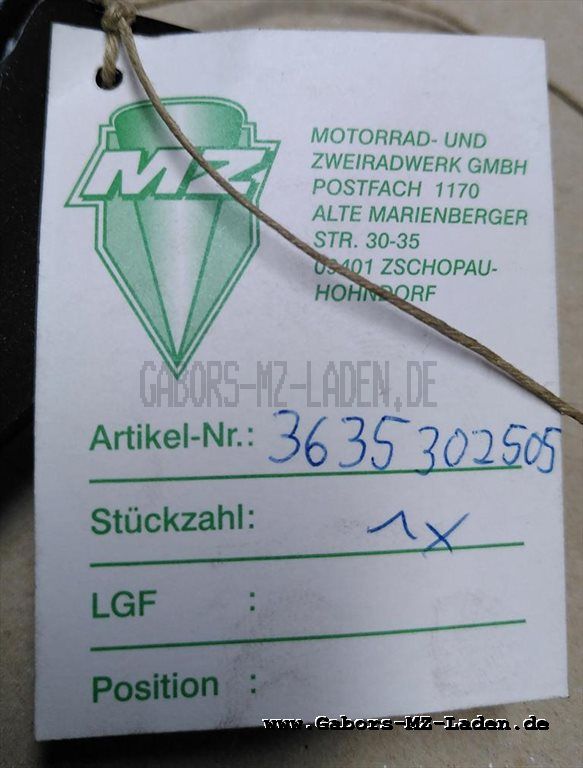 MZ
MOTORRAD- UND
ZWEIRADWERK GMBH
POSTFACH 1170
ALTE MARIENBERGER
STR. 30-35
09401 ZSCHOPAU-
HOHNDORF
GABORS-MZ-LADEN.DE
Artikel-Nr.: 3635302505
Stückzahl: 1x
LGF :
Position :
www.Gabors-MZ-Laden.de